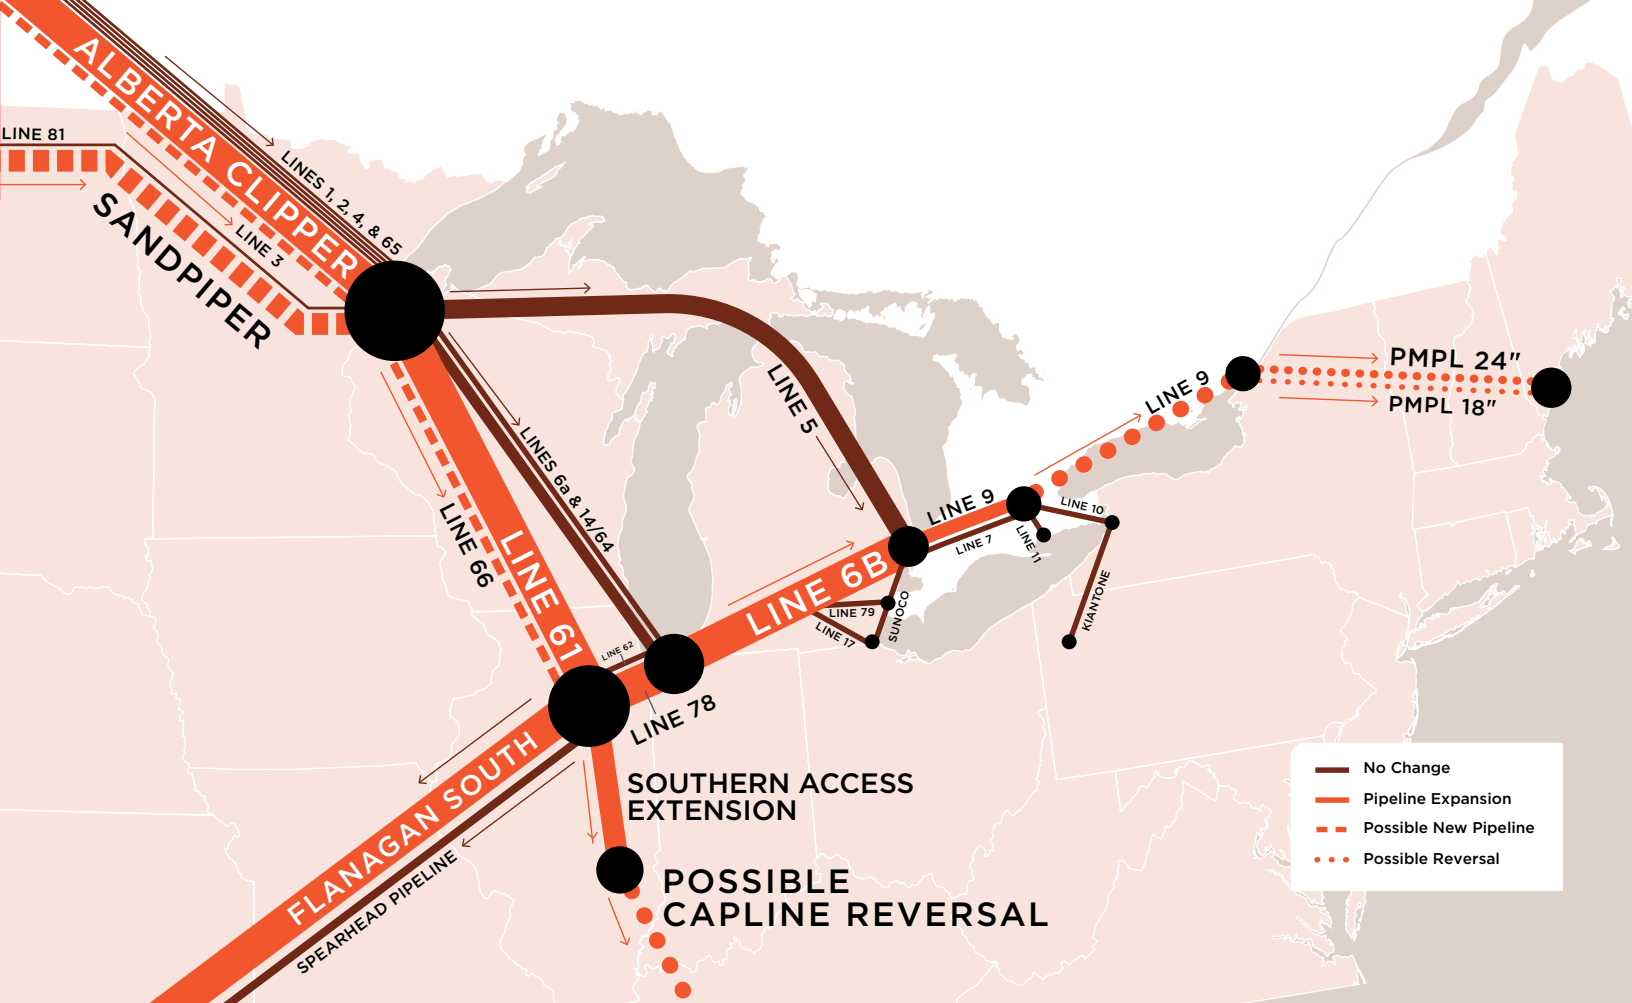 ALBERTA CLIPPER
LINE 81
LINES 1, 2, 4, & 65
LINE 3
SANDPIPER
LINE 5
LINES 6a & 14/64
LINE 66
LINE 61
LINE 62
LINE 78
LINE 6B
LINE 79
LINE 17
SUNOCO
LINE 9
LINE 7
LINE 11
LINE 10
KIANTONE
LINE 9
PMPL 24"
PMPL 18"
FLANAGAN SOUTH
SPEARHEAD PIPELINE
SOUTHERN ACCESS
EXTENSION
POSSIBLE
CAPLINE REVERSAL
No Change
Pipeline Expansion
Possible New Pipeline
Possible Reversal